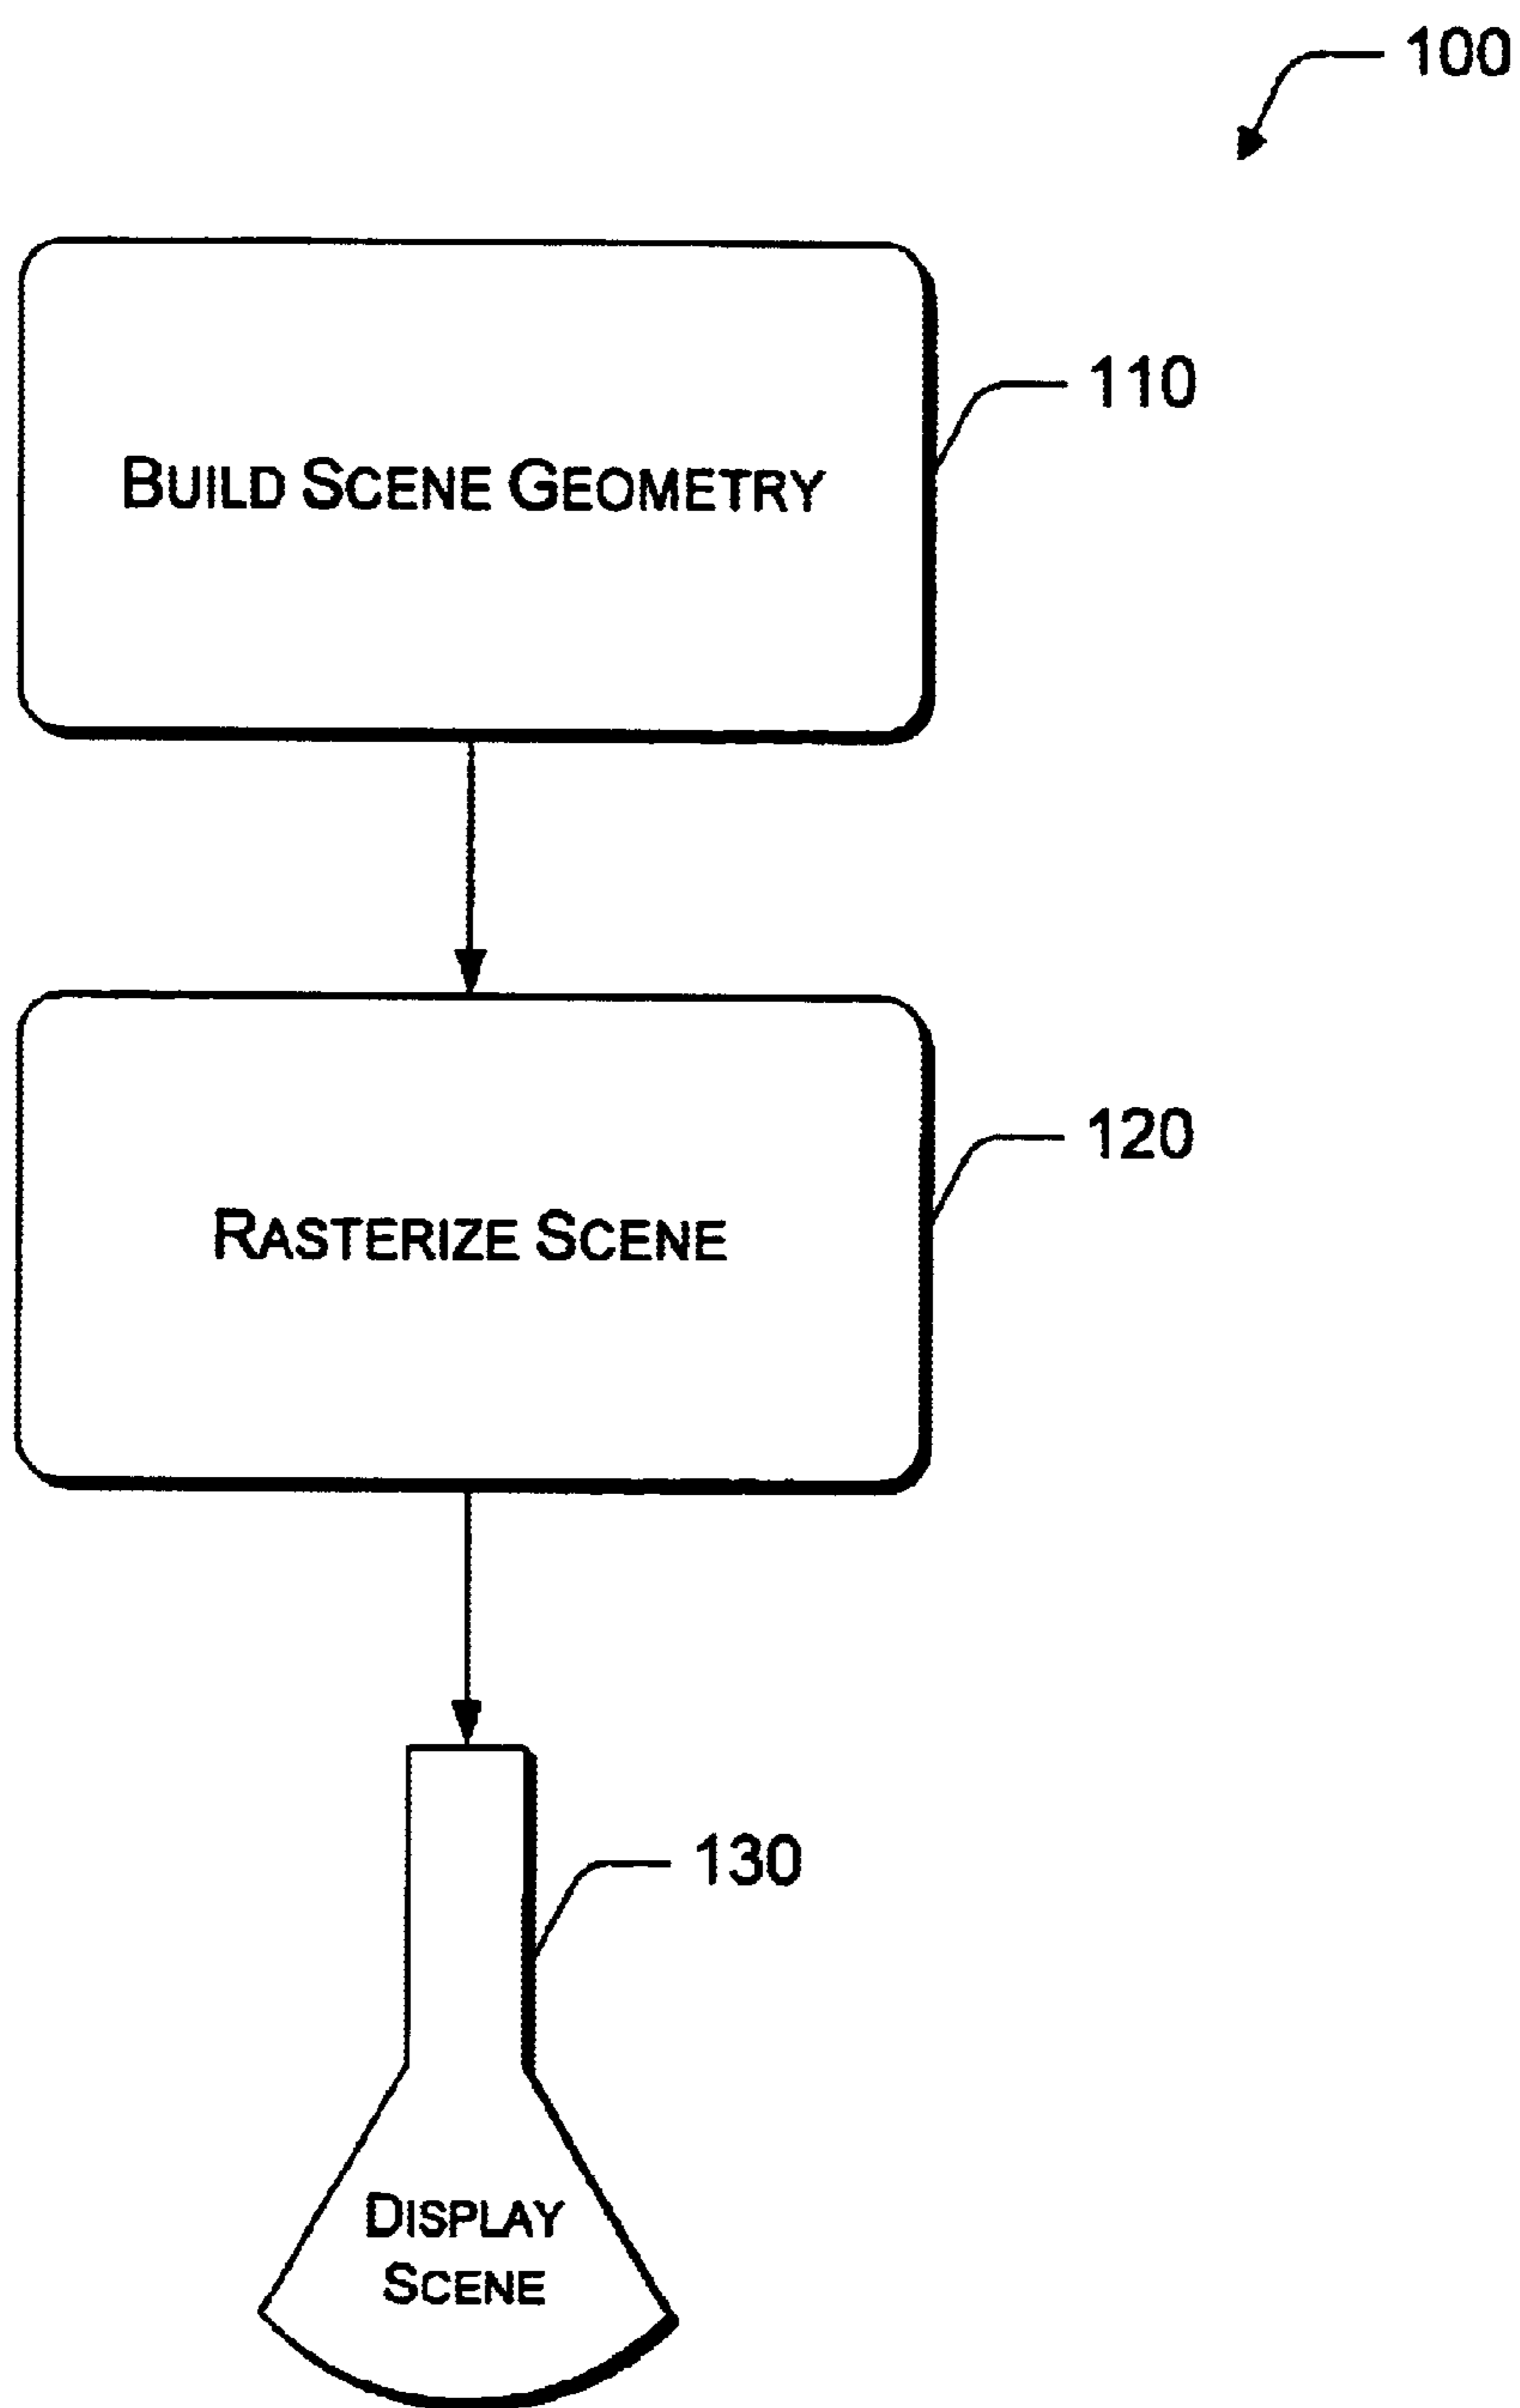 100
110
BUILD SCENE GEOMETRY
120
RASTERIZE SCENE
130
DISPLAY
SCENE